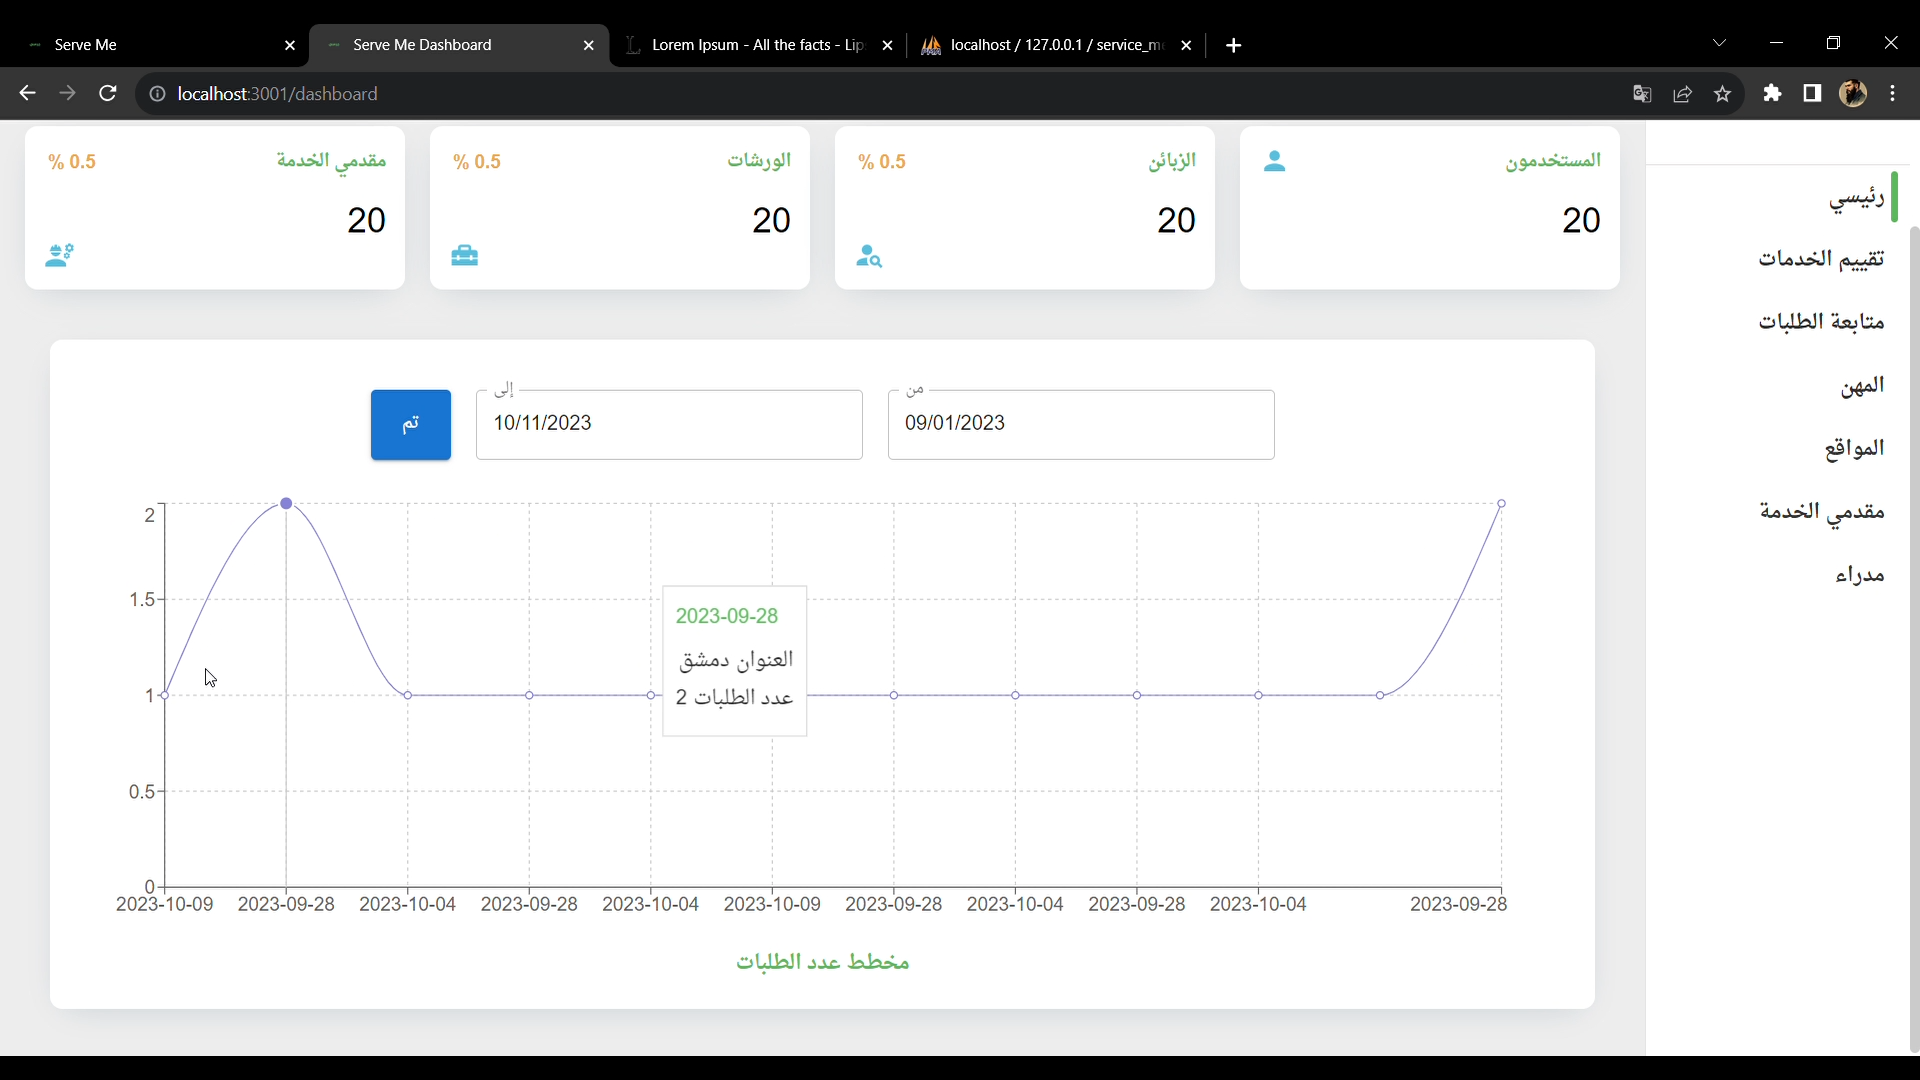 Serve Me
Serve Me Dashboard
Lorem Ipsum - All the facts - Lip
localhost / 127.0.0.1 / service_m
localhost:3001/dashboard
المستخدمون
20
الزبائن
% 0.5
20
الورشات
% 0.5
20
مقدمي الخدمة
% 0.5
20
رئيسي
تقييم الخدمات
متابعة الطلبات
المهن
المواقع
مقدمي الخدمة
مدراء
من
09/01/2023
إلى
10/11/2023
تم
2
1.5
1
0.5
0
2023-09-28
العنوان دمشق
عدد الطلبات 2
2023-10-09 2023-09-28 2023-10-04 2023-09-28 2023-10-04 2023-10-09 2023-09-28 2023-10-04 2023-09-28 2023-10-04 2023-09-28
مخطط عدد الطلبات